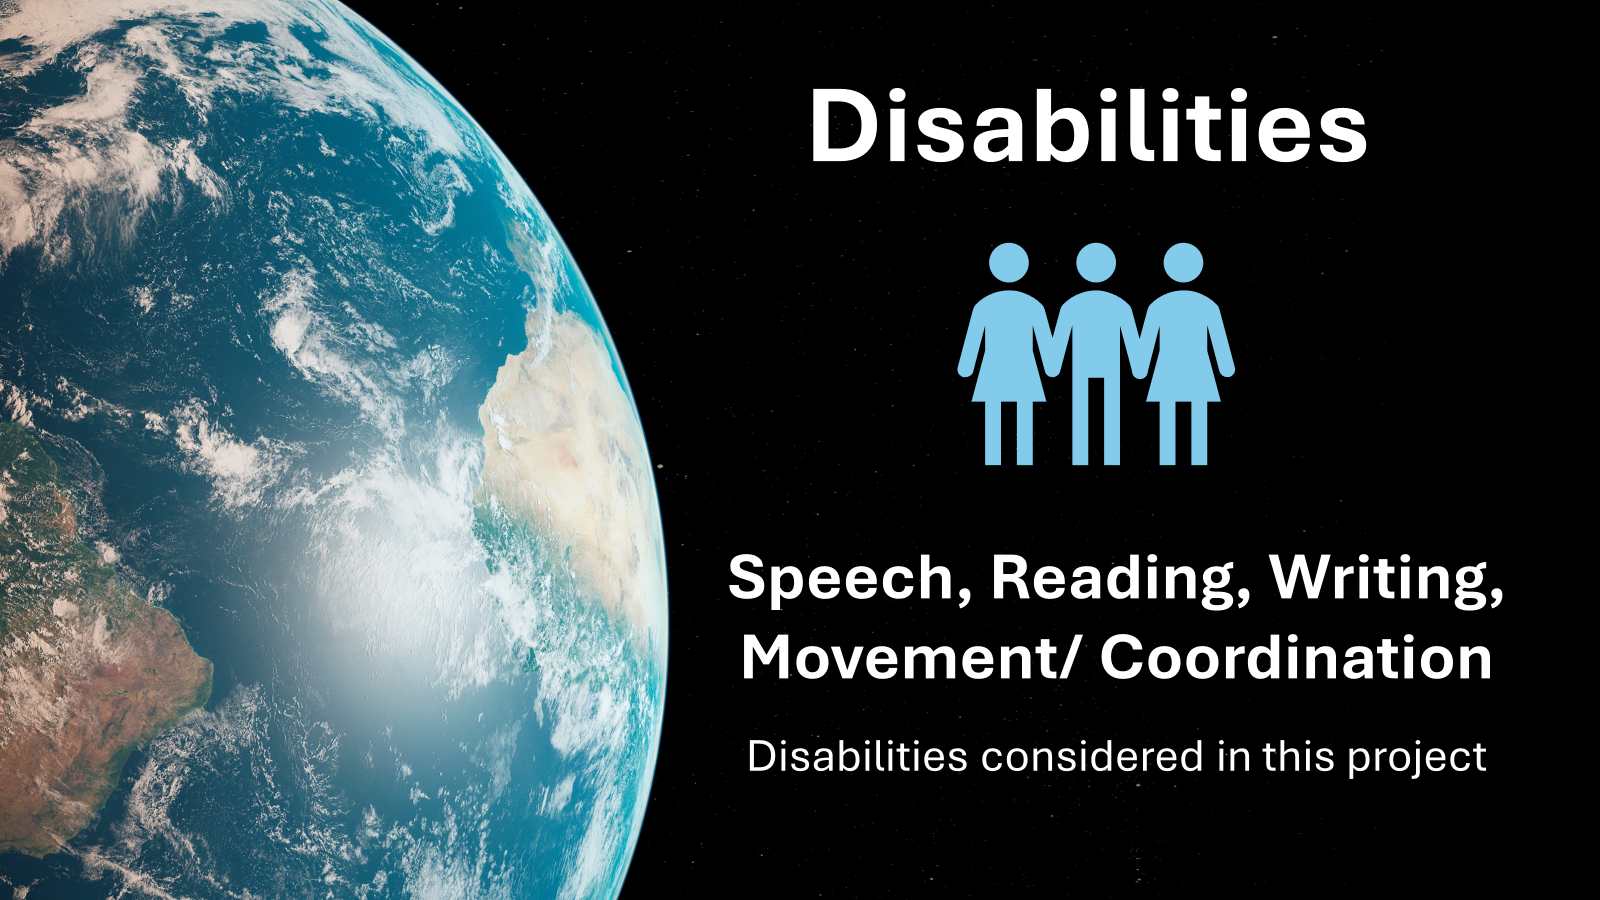 Disabilities
Speech, Reading, Writing,
Movement/ Coordination
Disabilities considered in this project